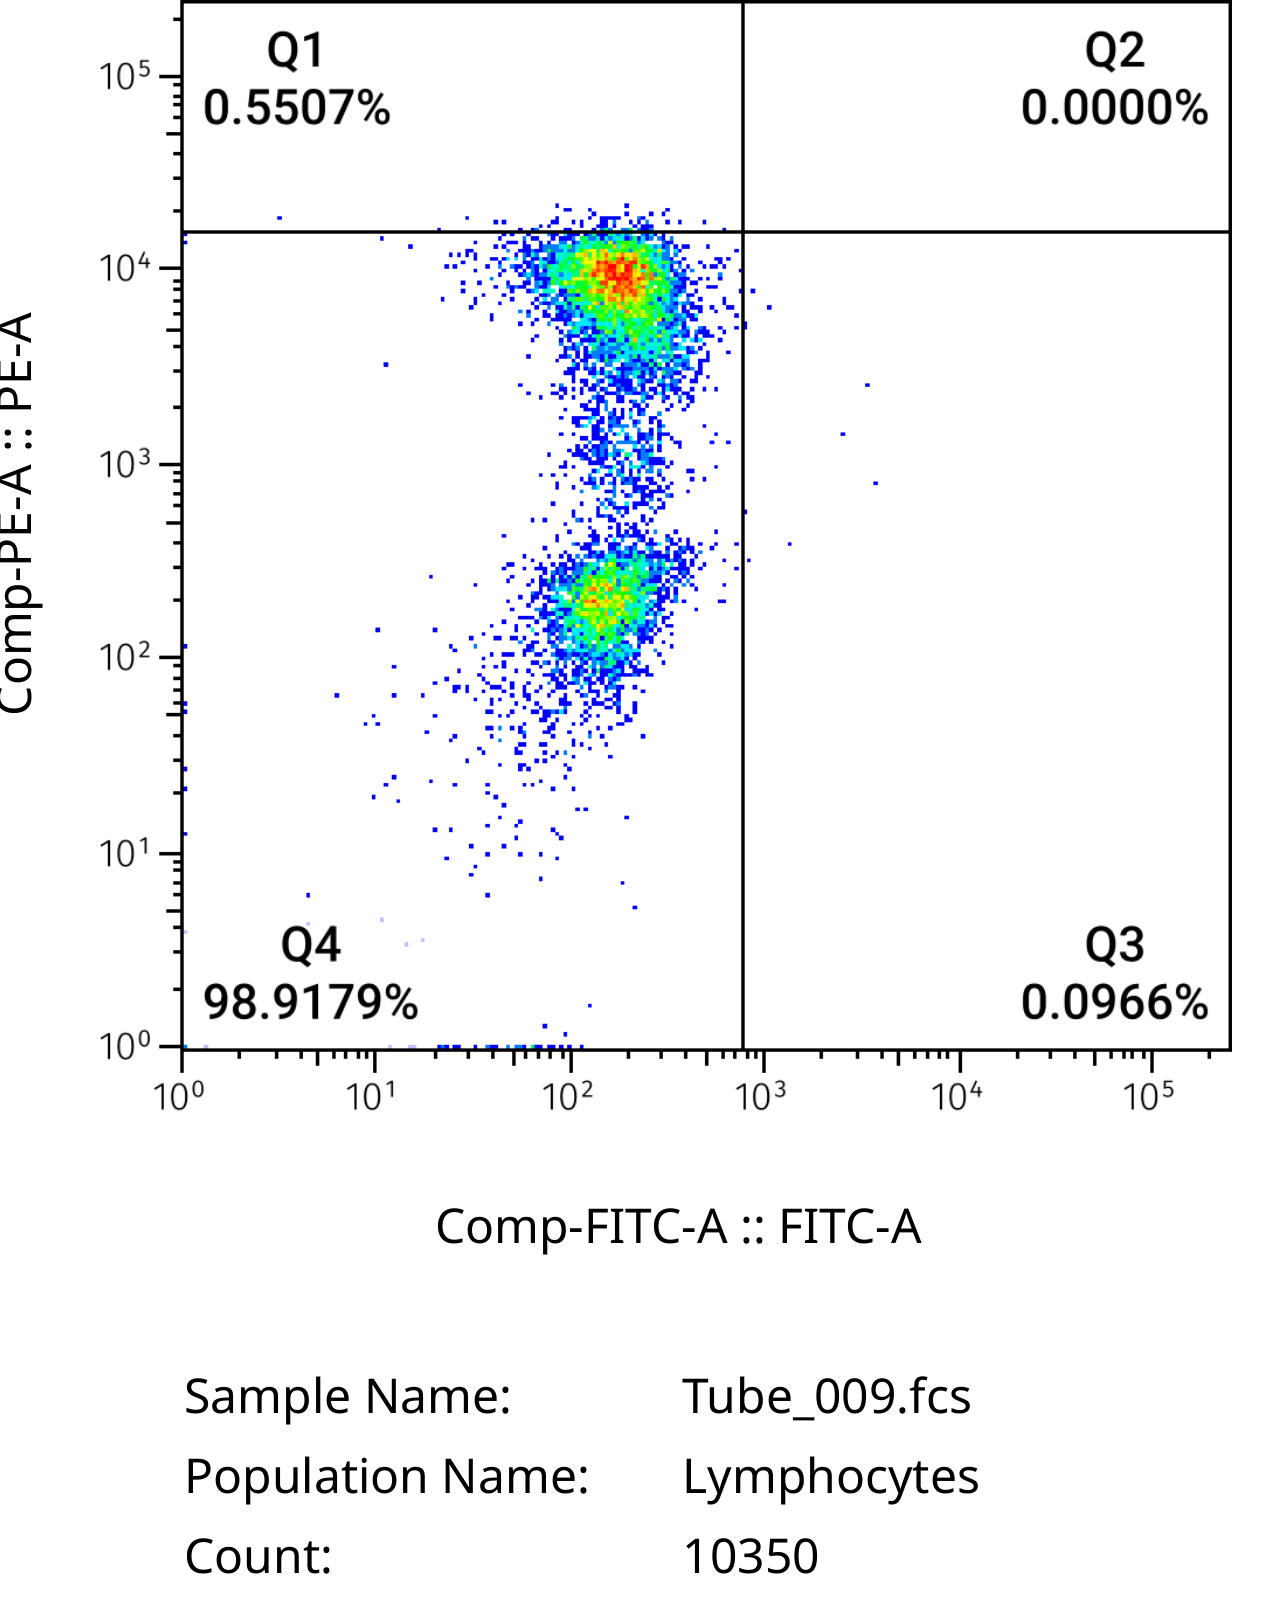 Q1
0.5507%
Q2
0.0000%
10⁵
10⁴
10³
10²
10¹
10⁰
Comp-PE-A :: PE-A
Q4
98.9179%
Q3
0.0966%
10⁰ 10¹ 10² 10³ 10⁴ 10⁵
Comp-FITC-A :: FITC-A
Sample Name: Tube_009.fcs
Population Name: Lymphocytes
Count: 10350